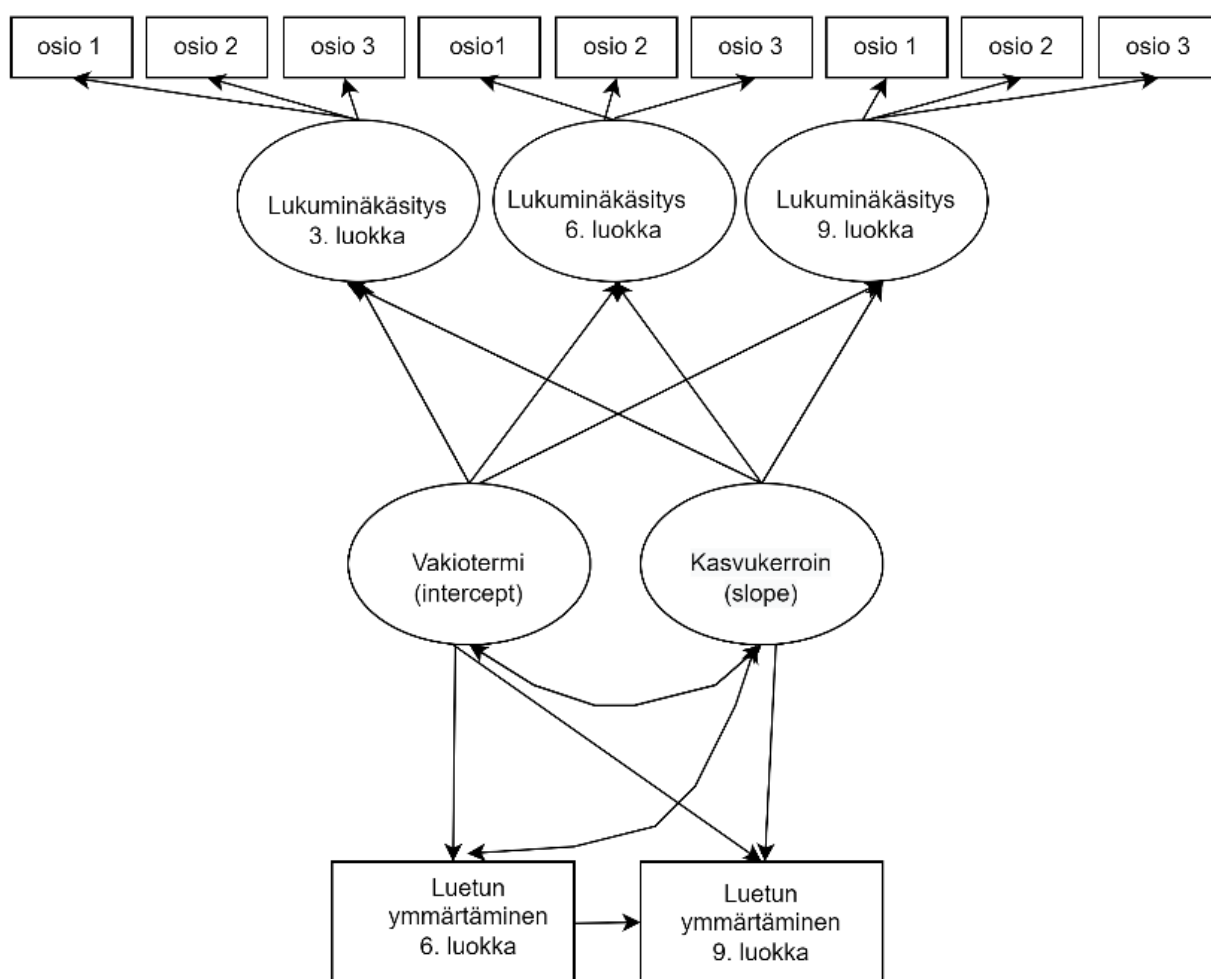 osio 1
osio 2
osio 3
osio1
osio 2
osio 3
osio 1
osio 2
osio 3
Lukuminäkäsitys
3. luokka
Lukuminäkäsitys
6. luokka
Lukuminäkäsitys
9. luokka
Vakiotermi
(intercept)
Kasvukerroin
(slope)
Luetun
ymmärtäminen
6. luokka
Luetun
ymmärtäminen
9. luokka